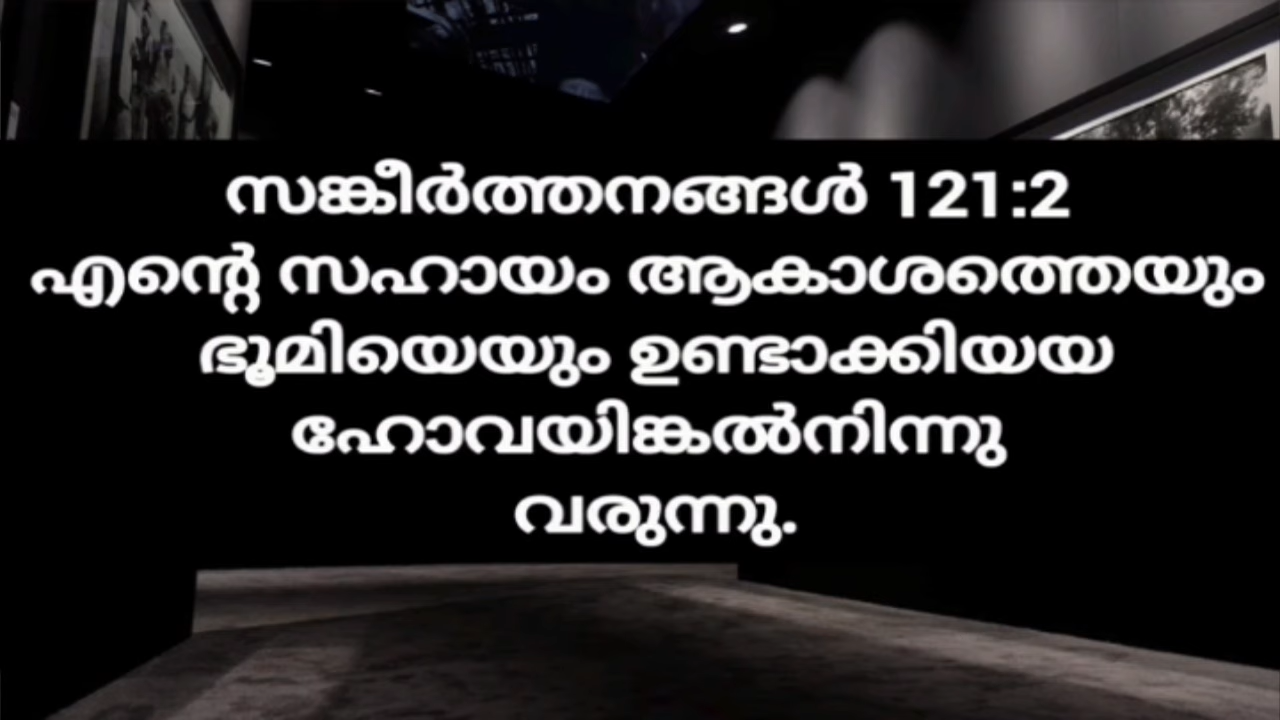 സങ്കീർത്തനങ്ങൾ 121:2
എന്റെ സഹായം ആകാശത്തെയും
ഭൂമിയെയും ഉണ്ടാക്കിയയ
ഹോവയിങ്കൽനിന്നു
വരുന്നു.